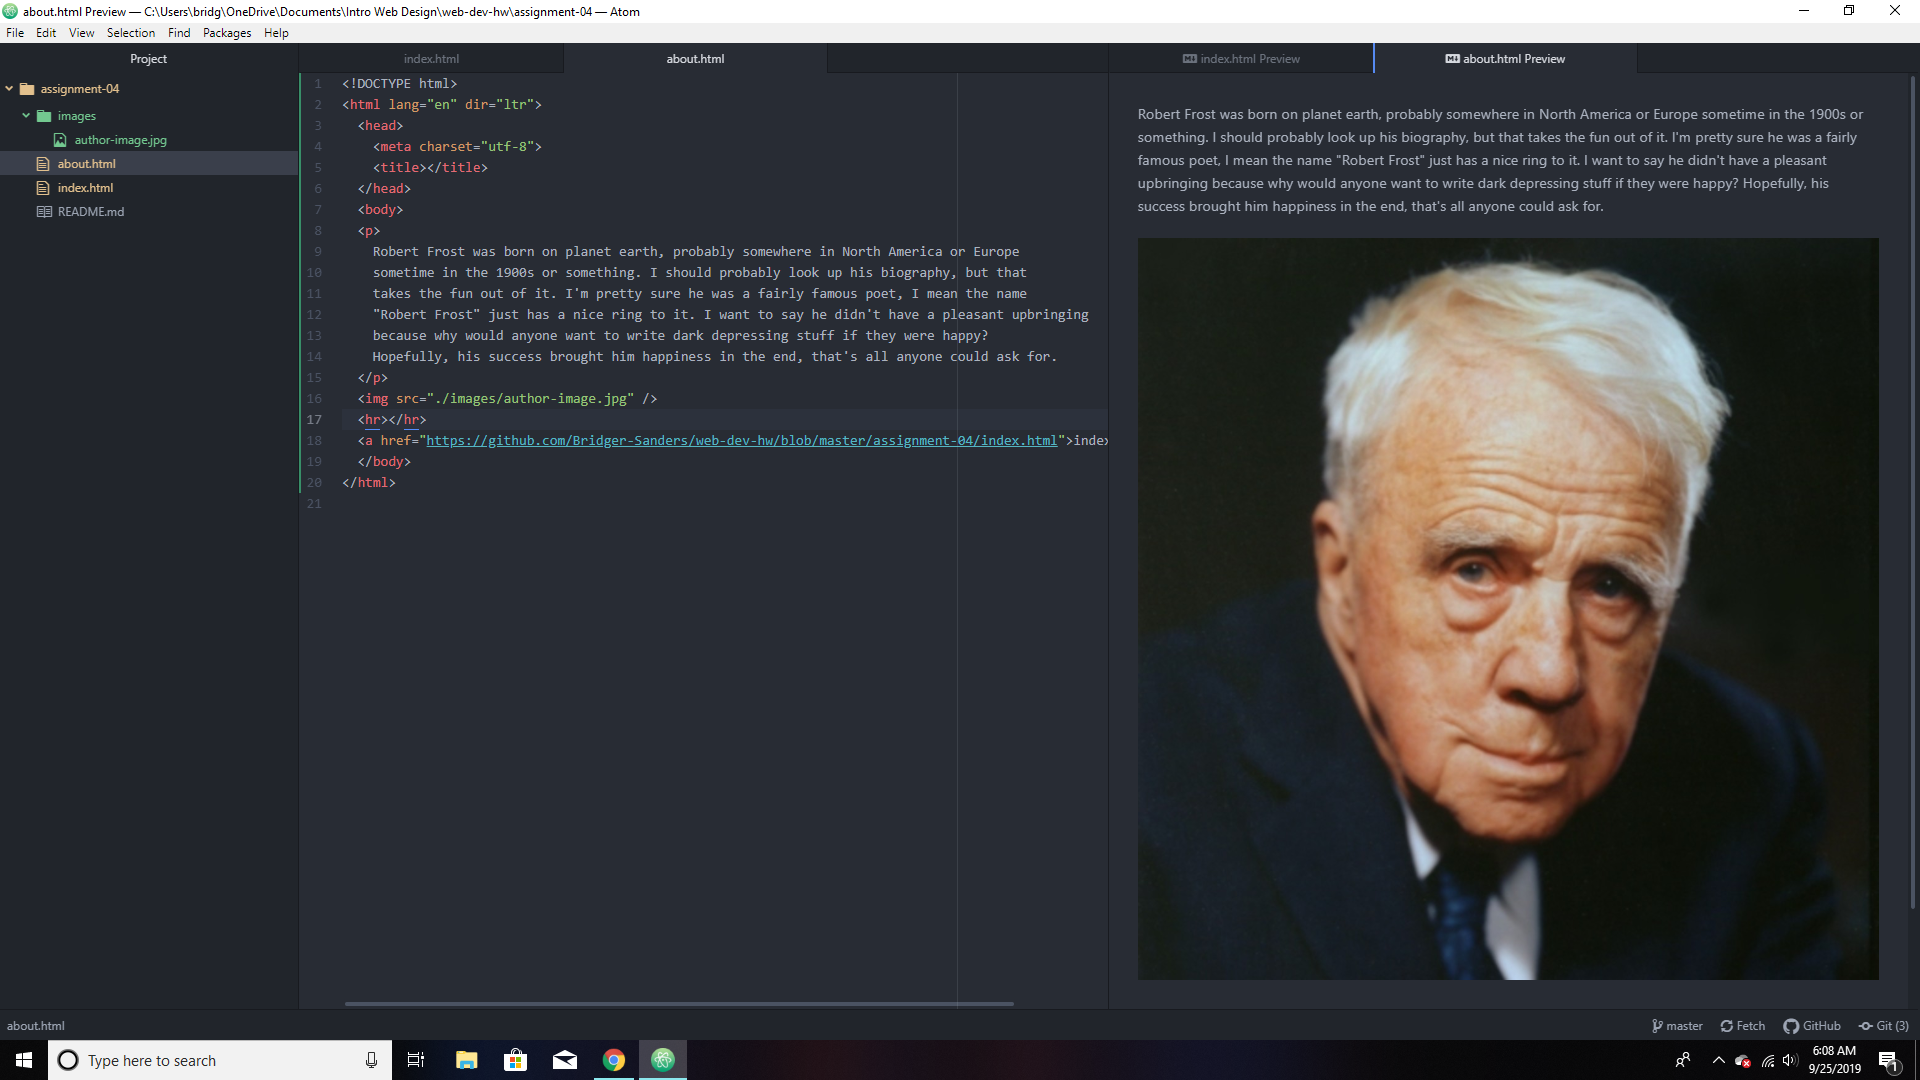 about.html Preview — C:\Users\bridg\OneDrive\Documents\Intro Web Design\web-dev-hw\assignment-04 — Atom
File Edit View Selection Find Packages Help
Project
assignment-04
images
author-image.jpg
about.html
index.html
README.md
index.html
about.html
1 <!DOCTYPE html>
2 <html lang="en" dir="ltr">
3 <head>
4 <meta charset="utf-8">
5 <title></title>
6 </head>
7 <body>
8 <p>
9 Robert Frost was born on planet earth, probably somewhere in North America or Europe
10 sometime in the 1900s or something. I should probably look up his biography, but that
11 takes the fun out of it. I'm pretty sure he was a fairly famous poet, I mean the name
12 "Robert Frost" just has a nice ring to it. I want to say he didn't have a pleasant upbringing
13 because why would anyone want to write dark depressing stuff if they were happy?
14 Hopefully, his success brought him happiness in the end, that's all anyone could ask for.
15 </p>
16 <img src="./images/author-image.jpg" />
17 <hr></hr>
18 <a href="https://github.com/Bridger-Sanders/web-dev-hw/blob/master/assignment-04/index.html">index
19 </body>
20 </html>
21
index.html Preview
about.html Preview
Robert Frost was born on planet earth, probably somewhere in North America or Europe sometime in the 1900s or
something. I should probably look up his biography, but that takes the fun out of it. I'm pretty sure he was a fairly
famous poet, I mean the name "Robert Frost" just has a nice ring to it. I want to say he didn't have a pleasant
upbringing because why would anyone want to write dark depressing stuff if they were happy? Hopefully, his
success brought him happiness in the end, that's all anyone could ask for.
about.html
master Fetch GitHub Git (3)
Type here to search
6:08 AM
9/25/2019
1